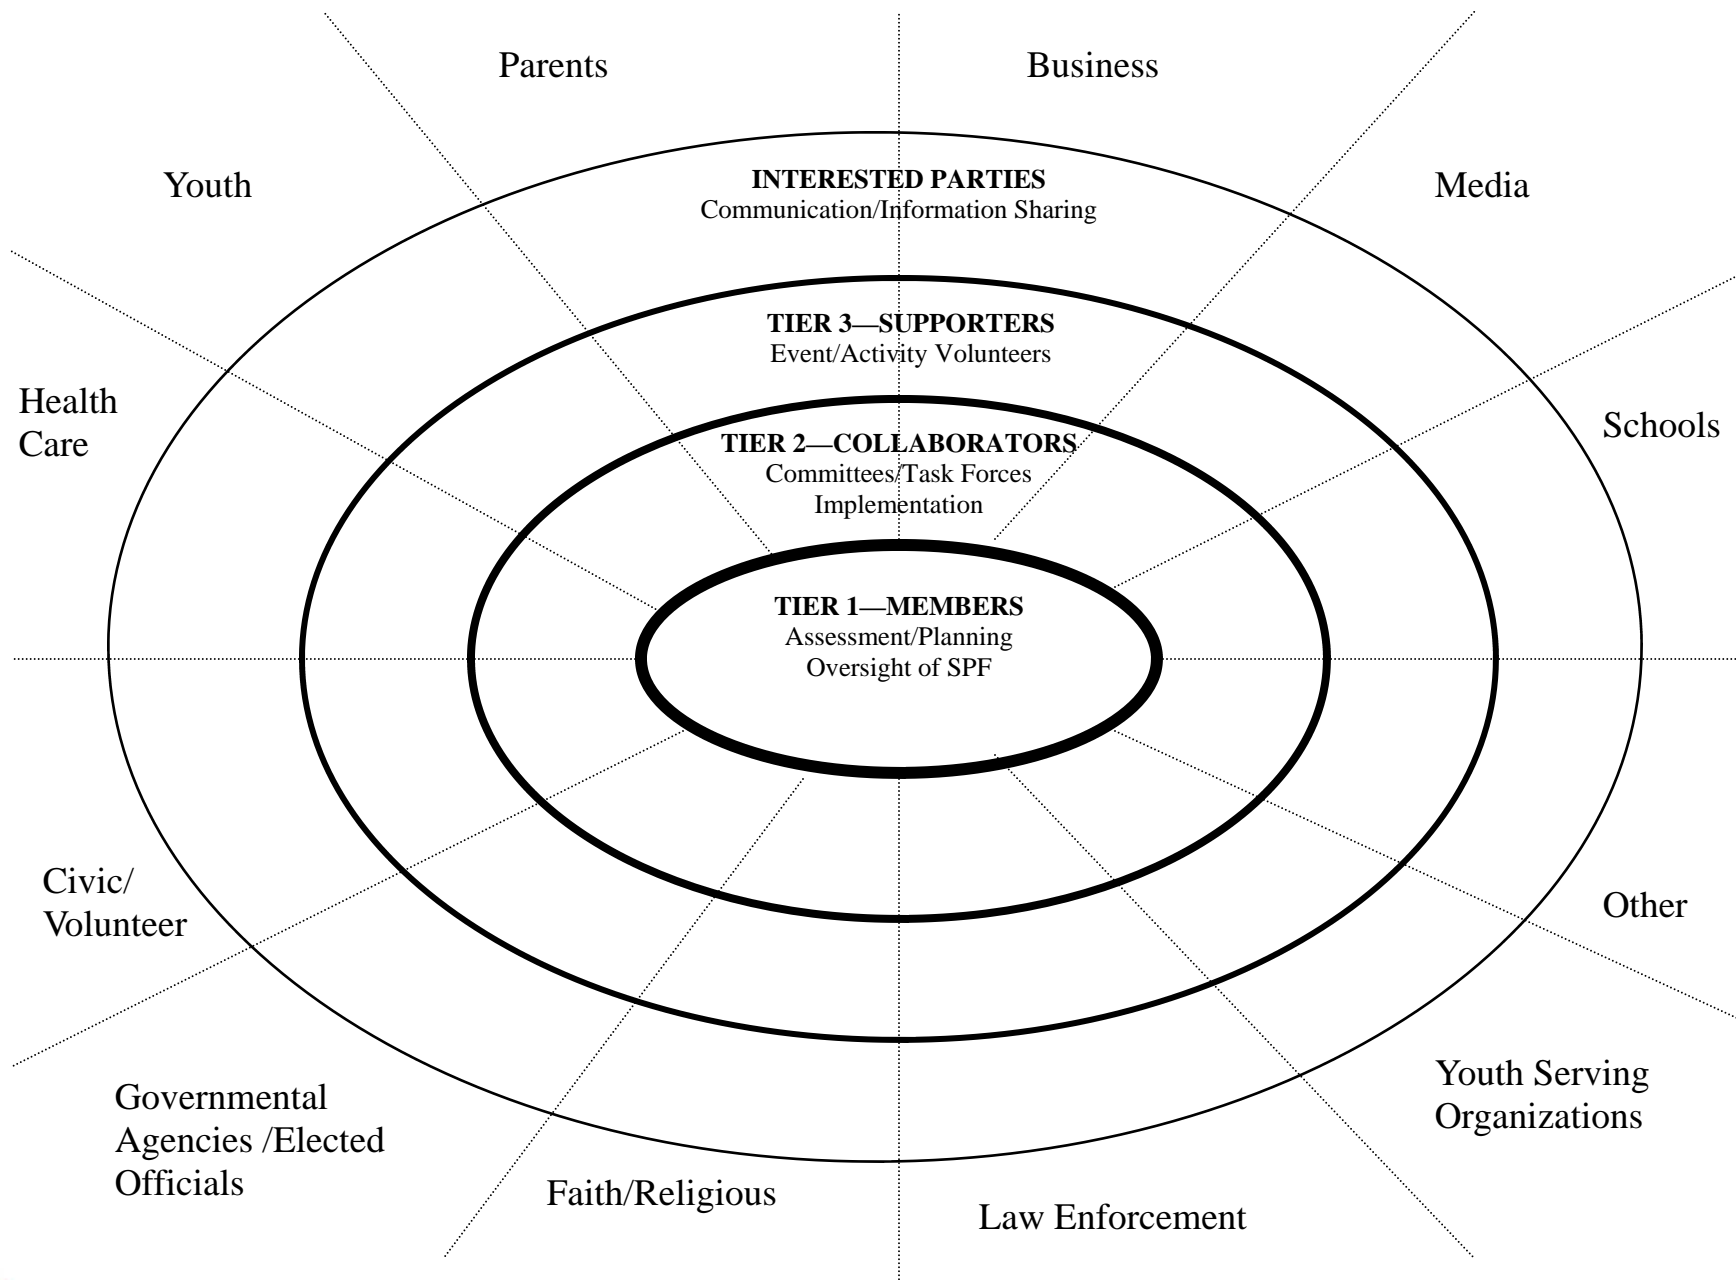 Parents
Business
Youth
INTERESTED PARTIES
Communication/Information Sharing
Media
TIER 3—SUPPORTERS
Event/Activity Volunteers
Health
Care
Schools
TIER 2—COLLABORATORS
Committees/Task Forces
Implementation
TIER 1—MEMBERS
Assessment/Planning
Oversight of SPF
Civic/
Volunteer
Other
Governmental
Agencies /Elected
Officials
Youth Serving
Organizations
Faith/Religious
Law Enforcement